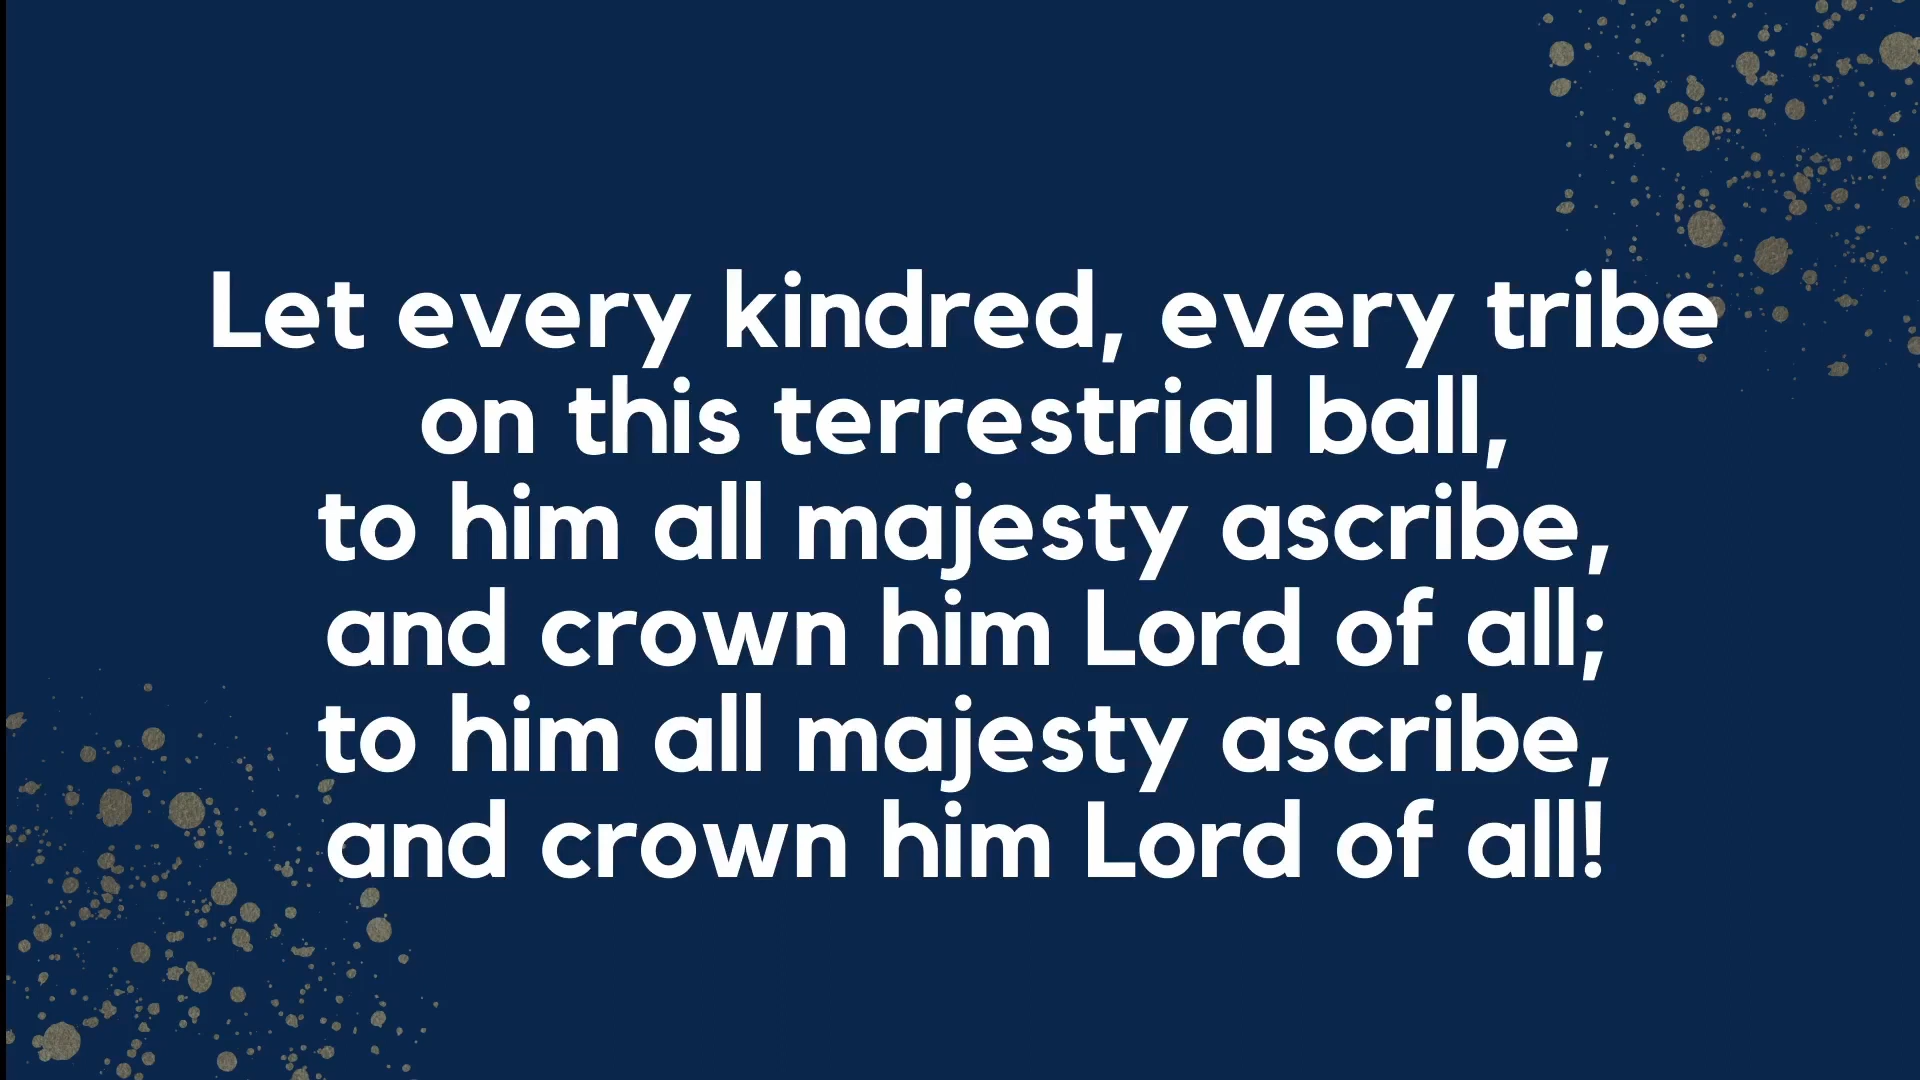 Let every kindred, every tribe
on this terrestrial ball,
to him all majesty ascribe,
and crown him Lord of all;
to him all majesty ascribe,
and crown him Lord of all!